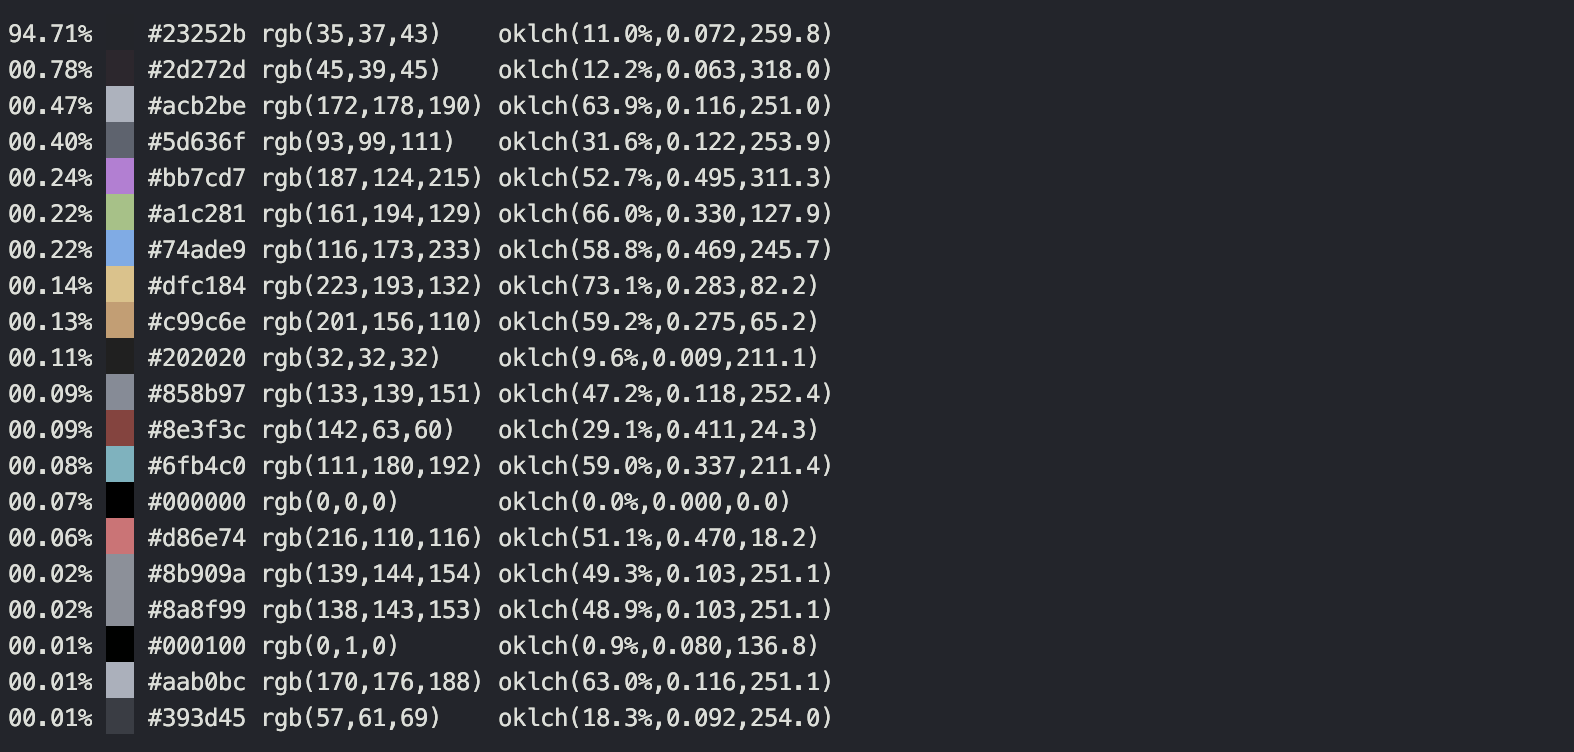 94.71% #23252b rgb(35,37,43) oklch(11.0%,0.072,259.8)
00.78% #2d272d rgb(45,39,45) oklch(12.2%,0.063,318.0)
00.47% #acb2be rgb(172,178,190) oklch(63.9%,0.116,251.0)
00.40% #5d636f rgb(93,99,111) oklch(31.6%,0.122,253.9)
00.24% #bb7cd7 rgb(187,124,215) oklch(52.7%,0.495,311.3)
00.22% #a1c281 rgb(161,194,129) oklch(66.0%,0.330,127.9)
00.22% #74ade9 rgb(116,173,233) oklch(58.8%,0.469,245.7)
00.14% #dfc184 rgb(223,193,132) oklch(73.1%,0.283,82.2)
00.13% #c99c6e rgb(201,156,110) oklch(59.2%,0.275,65.2)
00.11% #202020 rgb(32,32,32) oklch(9.6%,0.009,211.1)
00.09% #858b97 rgb(133,139,151) oklch(47.2%,0.118,252.4)
00.09% #8e3f3c rgb(142,63,60) oklch(29.1%,0.411,24.3)
00.08% #6fb4c0 rgb(111,180,192) oklch(59.0%,0.337,211.4)
00.07% #000000 rgb(0,0,0) oklch(0.0%,0.000,0.0)
00.06% #d86e74 rgb(216,110,116) oklch(51.1%,0.470,18.2)
00.02% #8b909a rgb(139,144,154) oklch(49.3%,0.103,251.1)
00.02% #8a8f99 rgb(138,143,153) oklch(48.9%,0.103,251.1)
00.01% #000100 rgb(0,1,0) oklch(0.9%,0.080,136.8)
00.01% #aab0bc rgb(170,176,188) oklch(63.0%,0.116,251.1)
00.01% #393d45 rgb(57,61,69) oklch(18.3%,0.092,254.0)